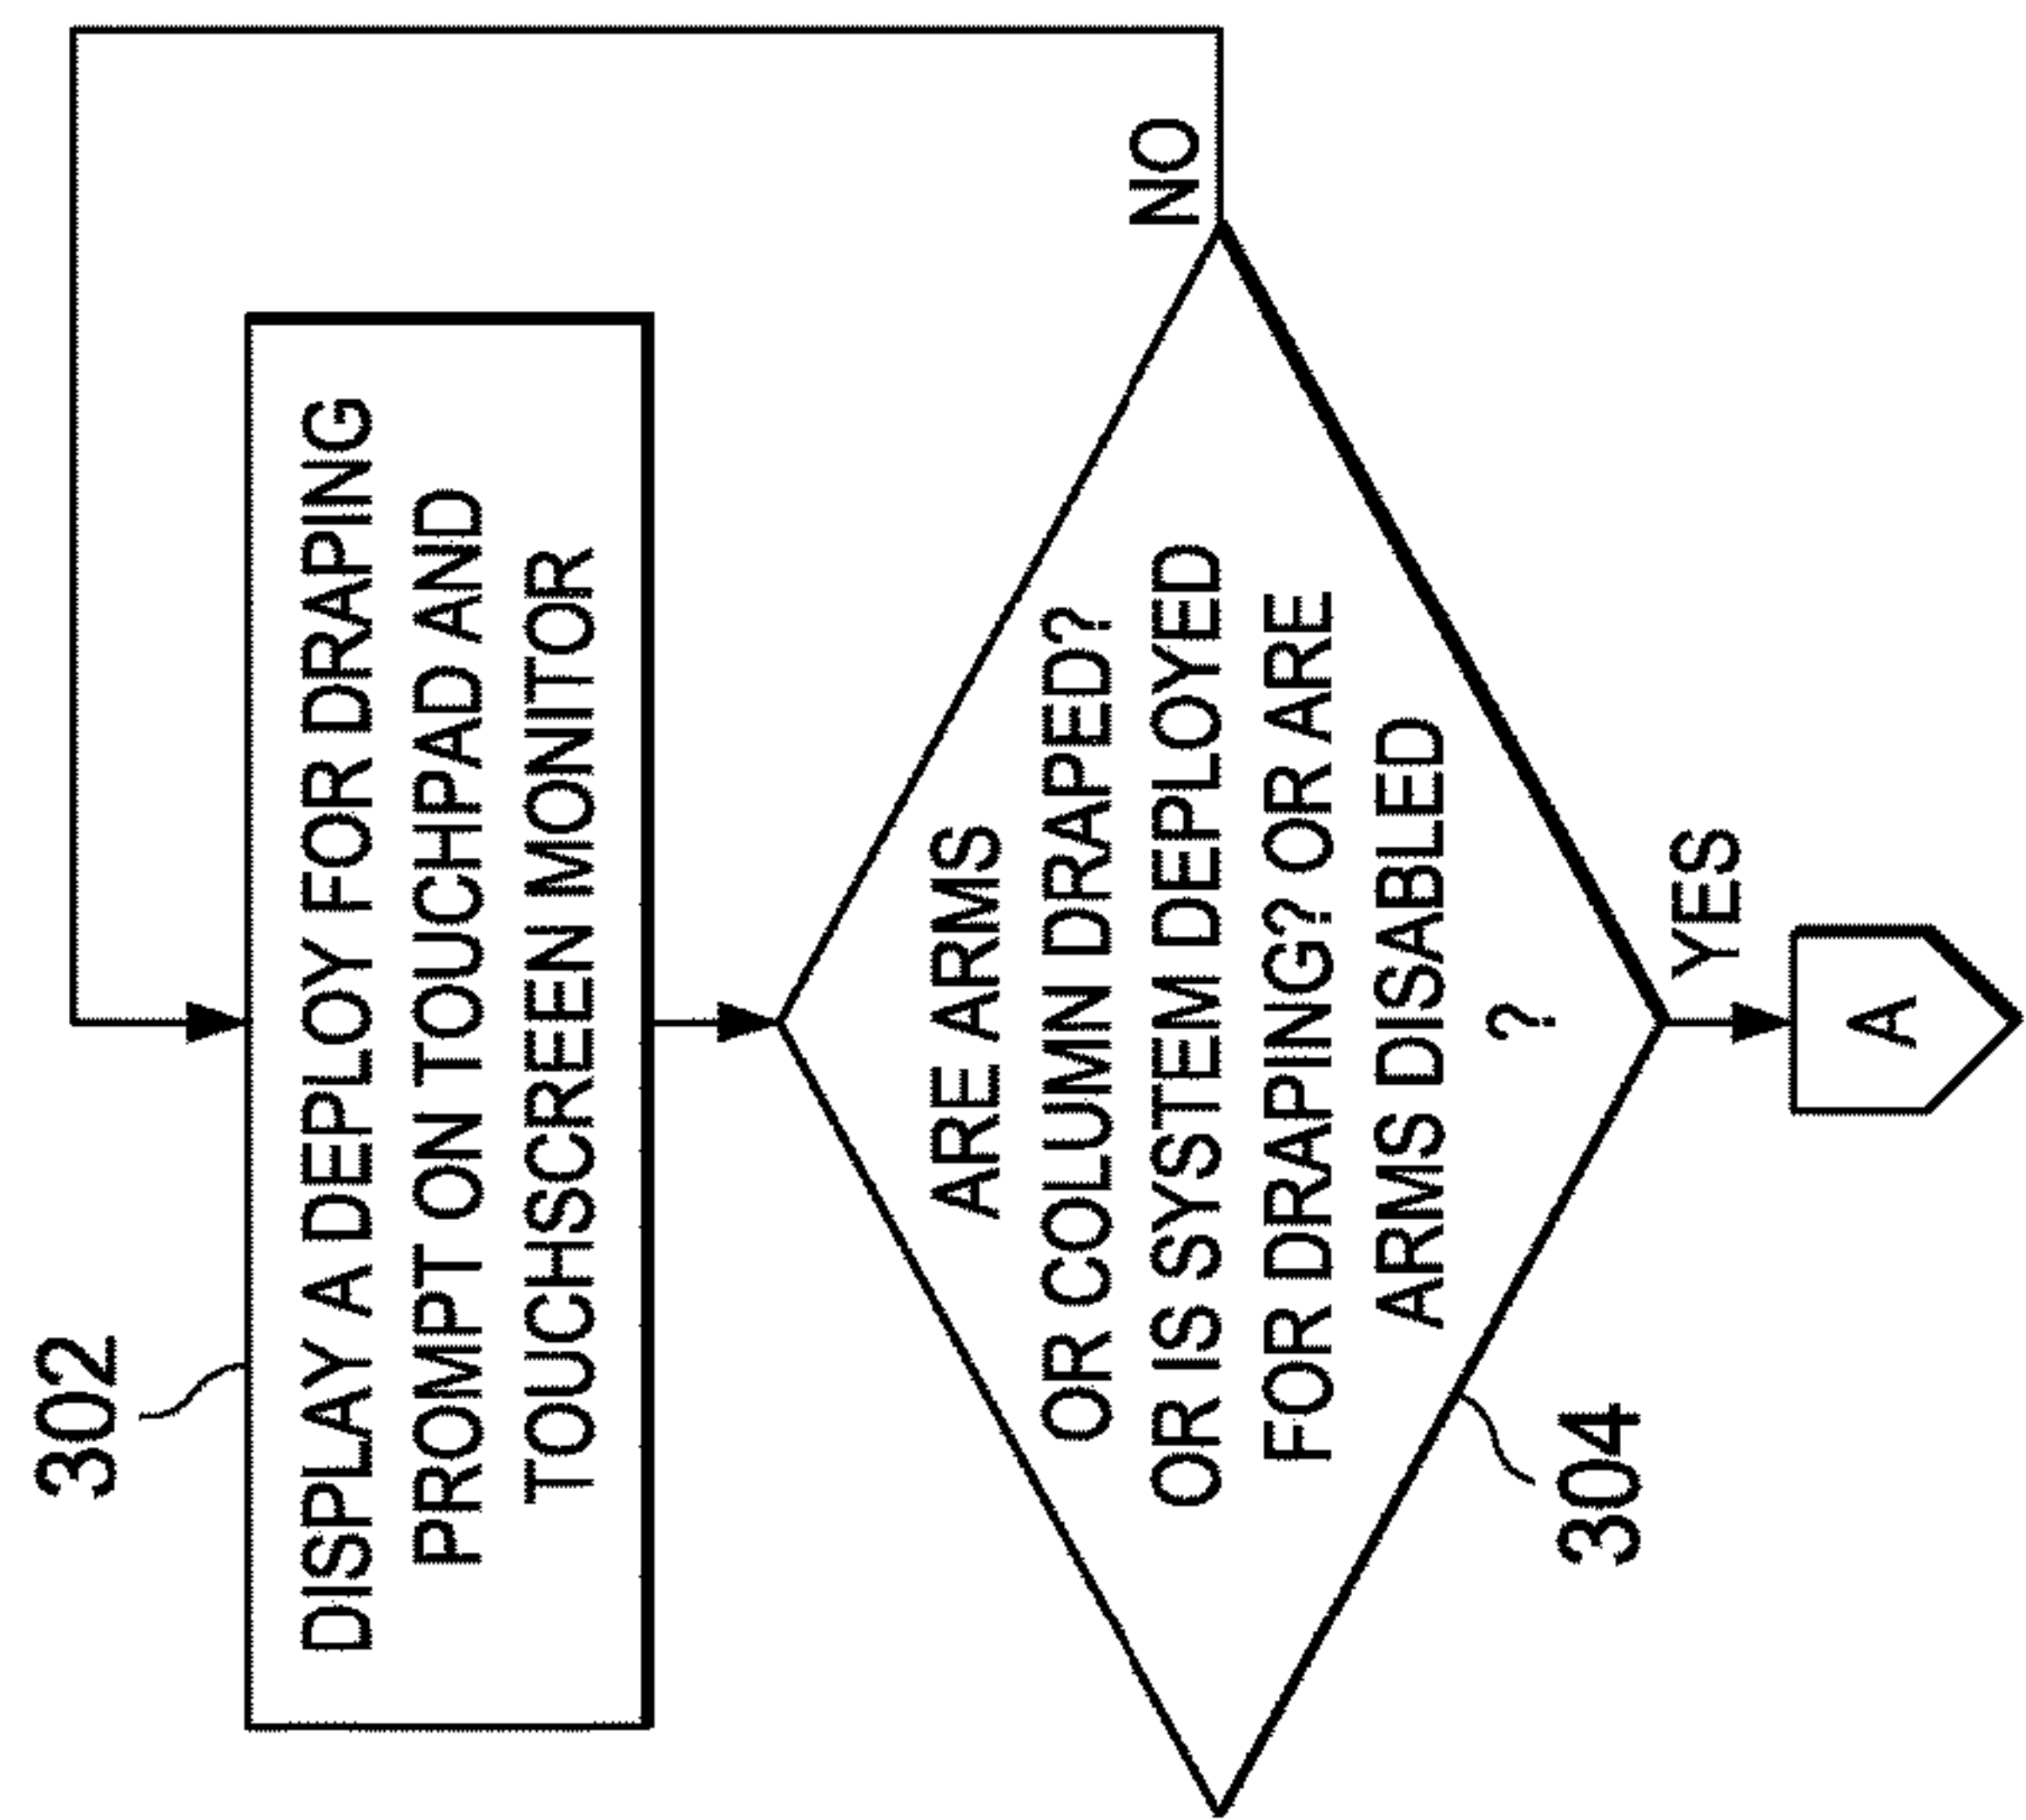 302
DISPLAY A DEPLOY FOR DRAPING
PROMPT ON TOUCHPAD AND
TOUCHSCREEN MONITOR
ARE ARMS
OR COLUMN DRAPED?
OR IS SYSTEM DEPLOYED
FOR DRAPING? OR ARE
ARMS DISABLED
?
NO
304
YES
A